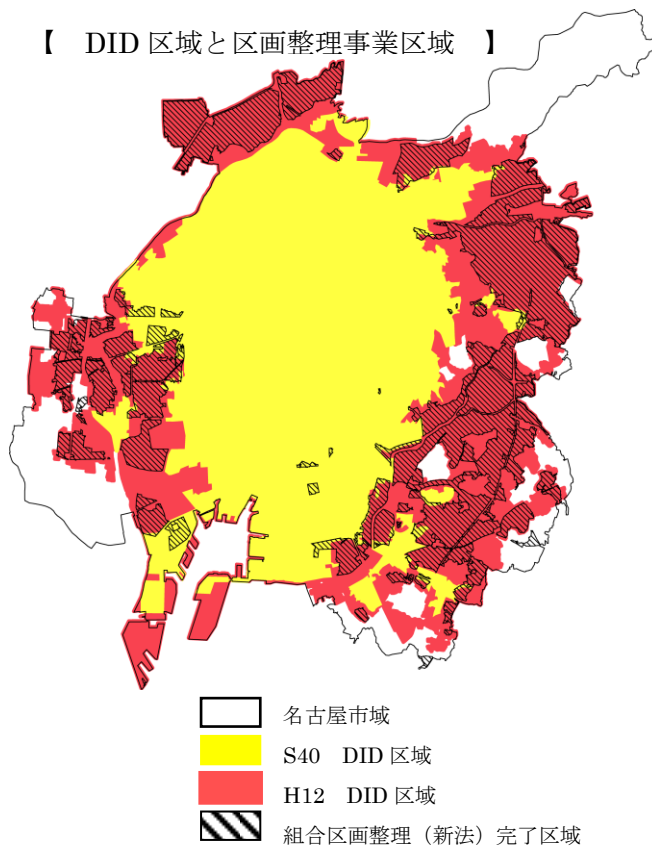 【　DID 区域と区画整理事業区域　】
名古屋市域
S40　DID 区域
H12　DID 区域
組合区画整理（新法）完了区域